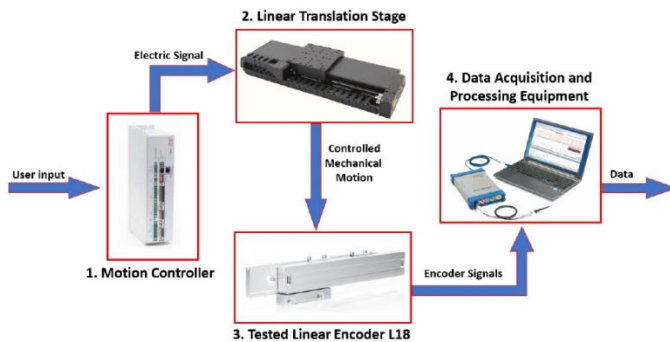 2. Linear Translation Stage
Electric Signal
4. Data Acquisition and
Processing Equipment
Controlled
Mechanical
Motion
User input
Data
1. Motion Controller
Encoder Signals
3. Tested Linear Encoder L18